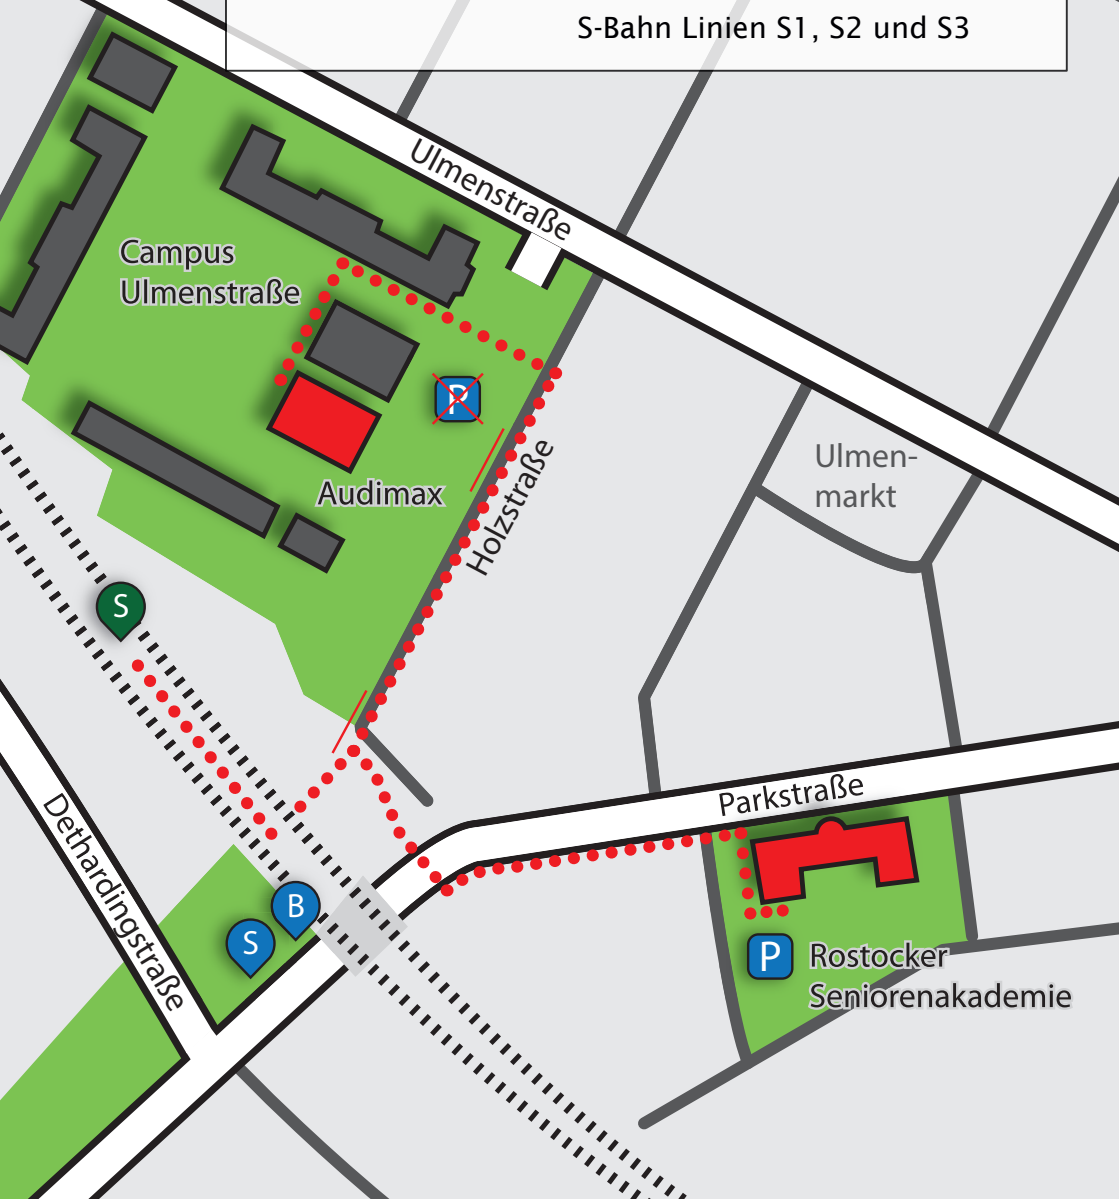 S-Bahn Linien S1, S2 und S3
Ulmenstraße
Campus
Ulmenstraße
P
Holzstraße
Ulmen-
markt
Audimax
S
Parkstraße
Dethardingstraße
B
S
P
Rostocker
Seniorenakademie